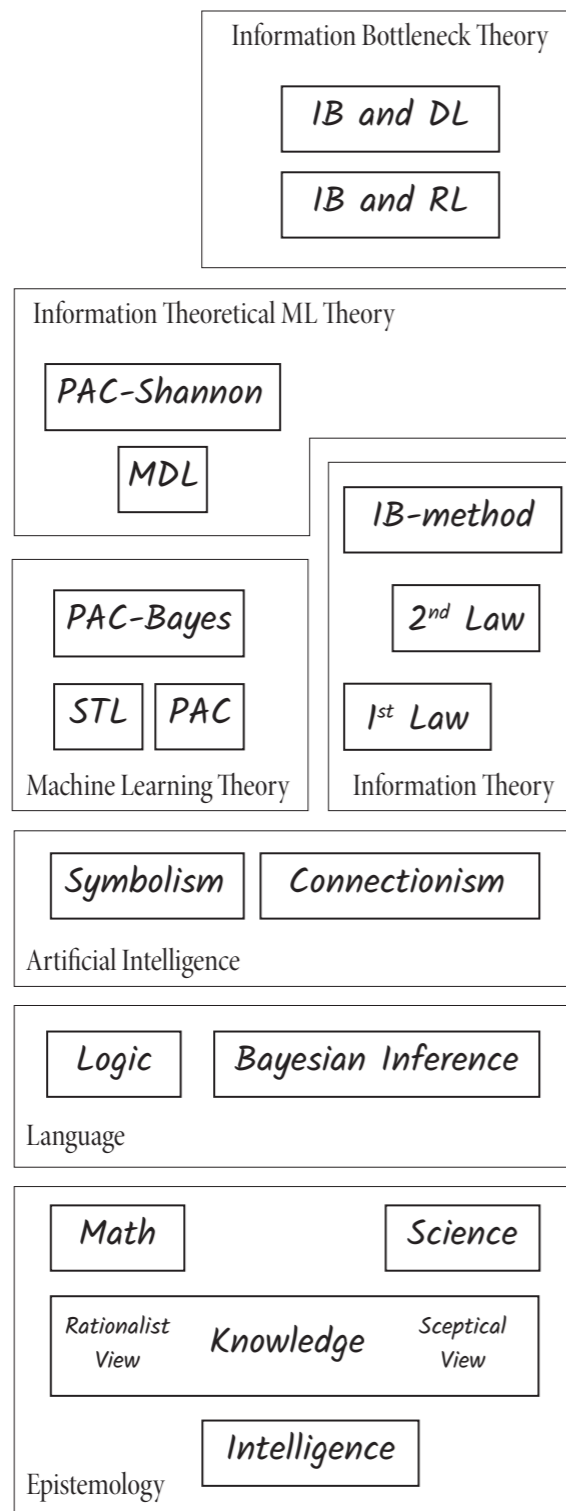 Information Bottleneck Theory
IB and DL
IB and RL
Information Theoretical ML Theory
PAC-Shannon
MDL
IB-method
2nd Law
1st Law
Information Theory
PAC-Bayes
STL PAC
Machine Learning Theory
Symbolism Connectionism
Artificial Intelligence
Logic Bayesian Inference
Language
Math Science
Rationalist
View
Knowledge
Sceptical
View
Intelligence
Epistemology